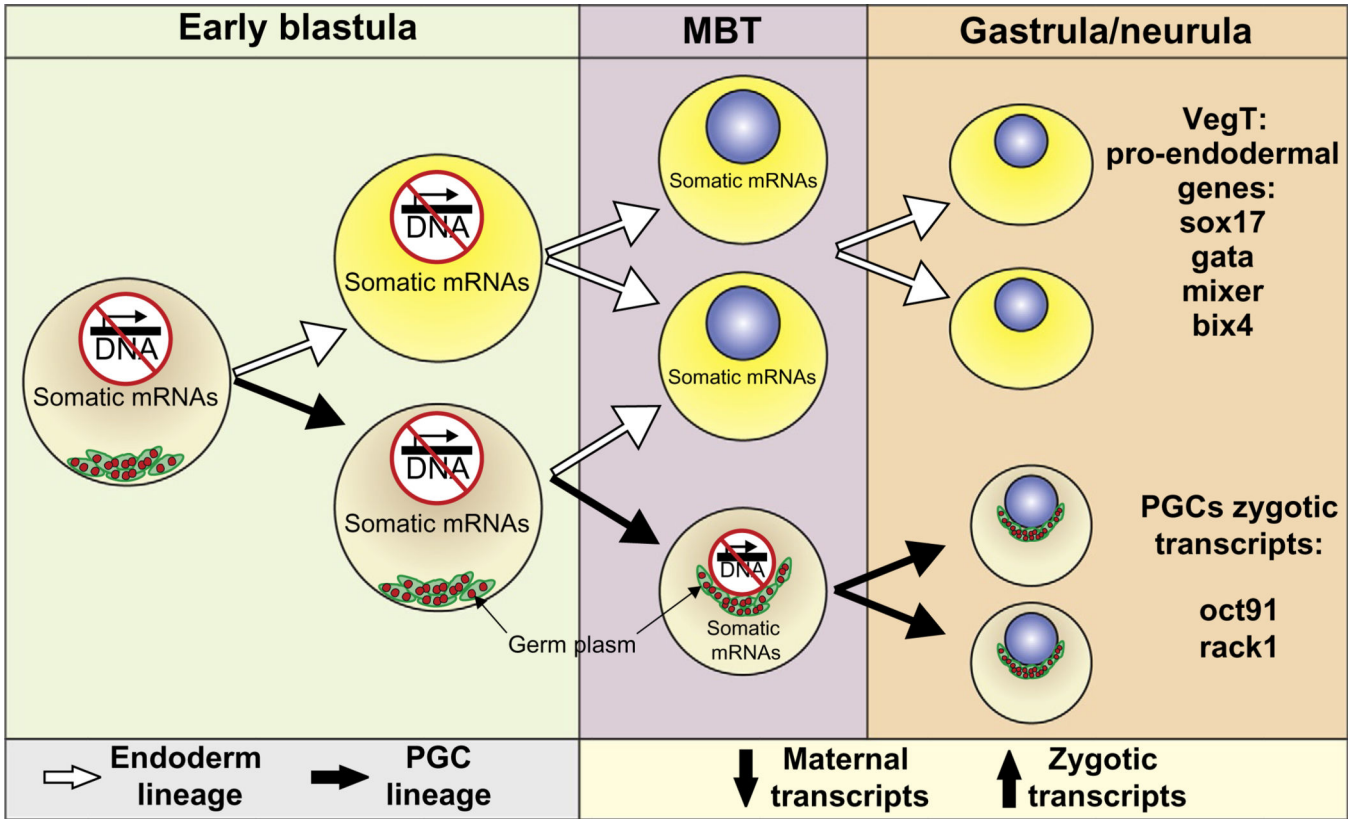 Early blastula
MBT
Gastrula/neurula
DNA
Somatic mRNAs
DNA
Somatic mRNAs
DNA
Somatic mRNAs
Germ plasm
Somatic mRNAs
Somatic mRNAs
DNA
Somatic
mRNAs
VegT:
pro-endodermal
genes:
sox17
gata
mixer
bix4
PGCs zygotic
transcripts:
oct91
rack1
Endoderm
lineage
PGC
lineage
Maternal
transcripts
Zygotic
transcripts